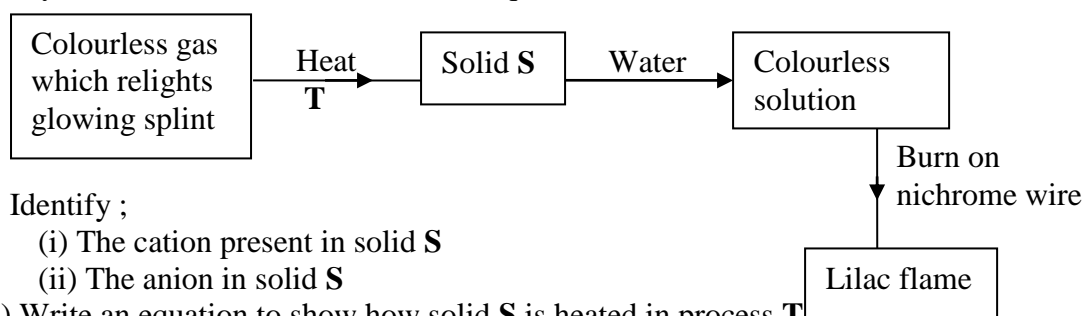 Colourless gas
which relights
glowing splint
Heat
T
Solid S
Water
Colourless
solution
Burn on
nichrome wire
Lilac flame
Identify ;
(i) The cation present in solid S
(ii) The anion in solid S
) Write an equation to show how solid S is heated in process T